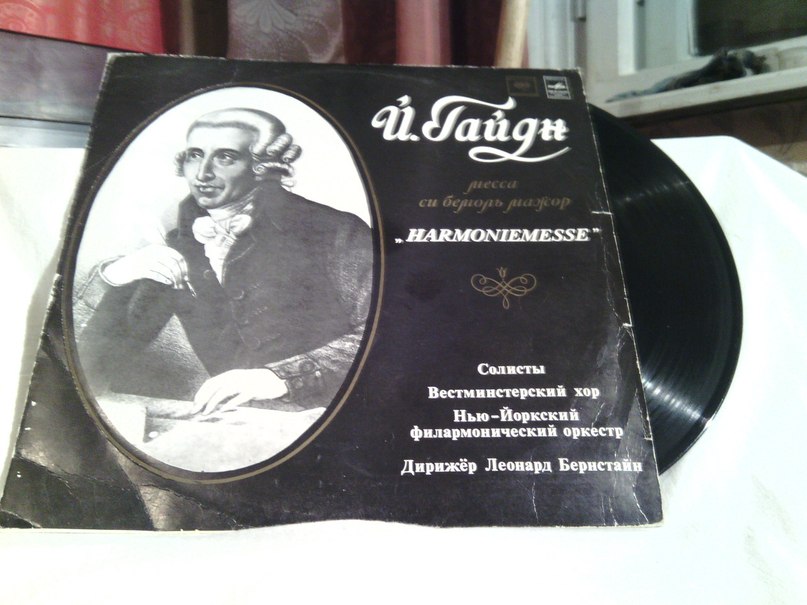 Й. Гайдн
месса
си бемоль мажор
„HARMONIEMESSE”
Солисты
Вестминстерский хор
Нью-Йоркский
филармонический оркестр
Дирижёр Леонард Бернстайн